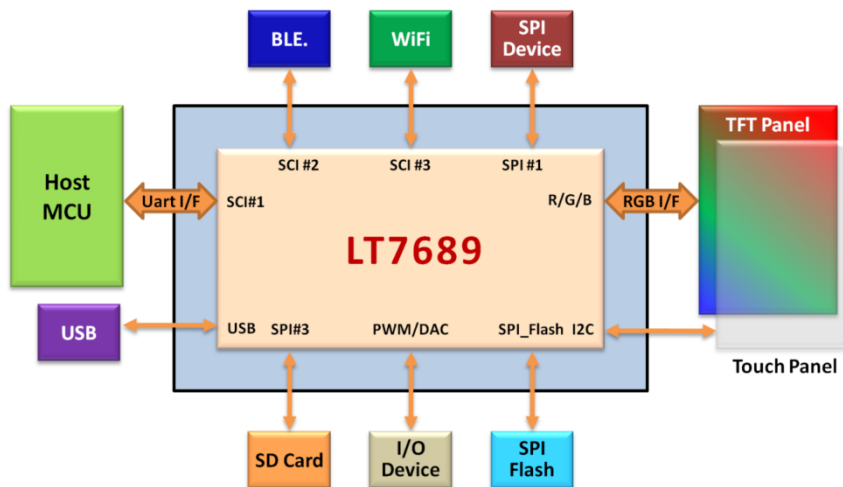 BLE.
WiFi
SPI
Device
TFT Panel
SCI #2
SCI #3
SPI #1
Host
MCU
Uart I/F
SCI#1
R/G/B
RGB I/F
LT7689
USB
USB
SPI#3
PWM/DAC
SPI_Flash
I2C
Touch Panel
SD Card
I/O
Device
SPI
Flash